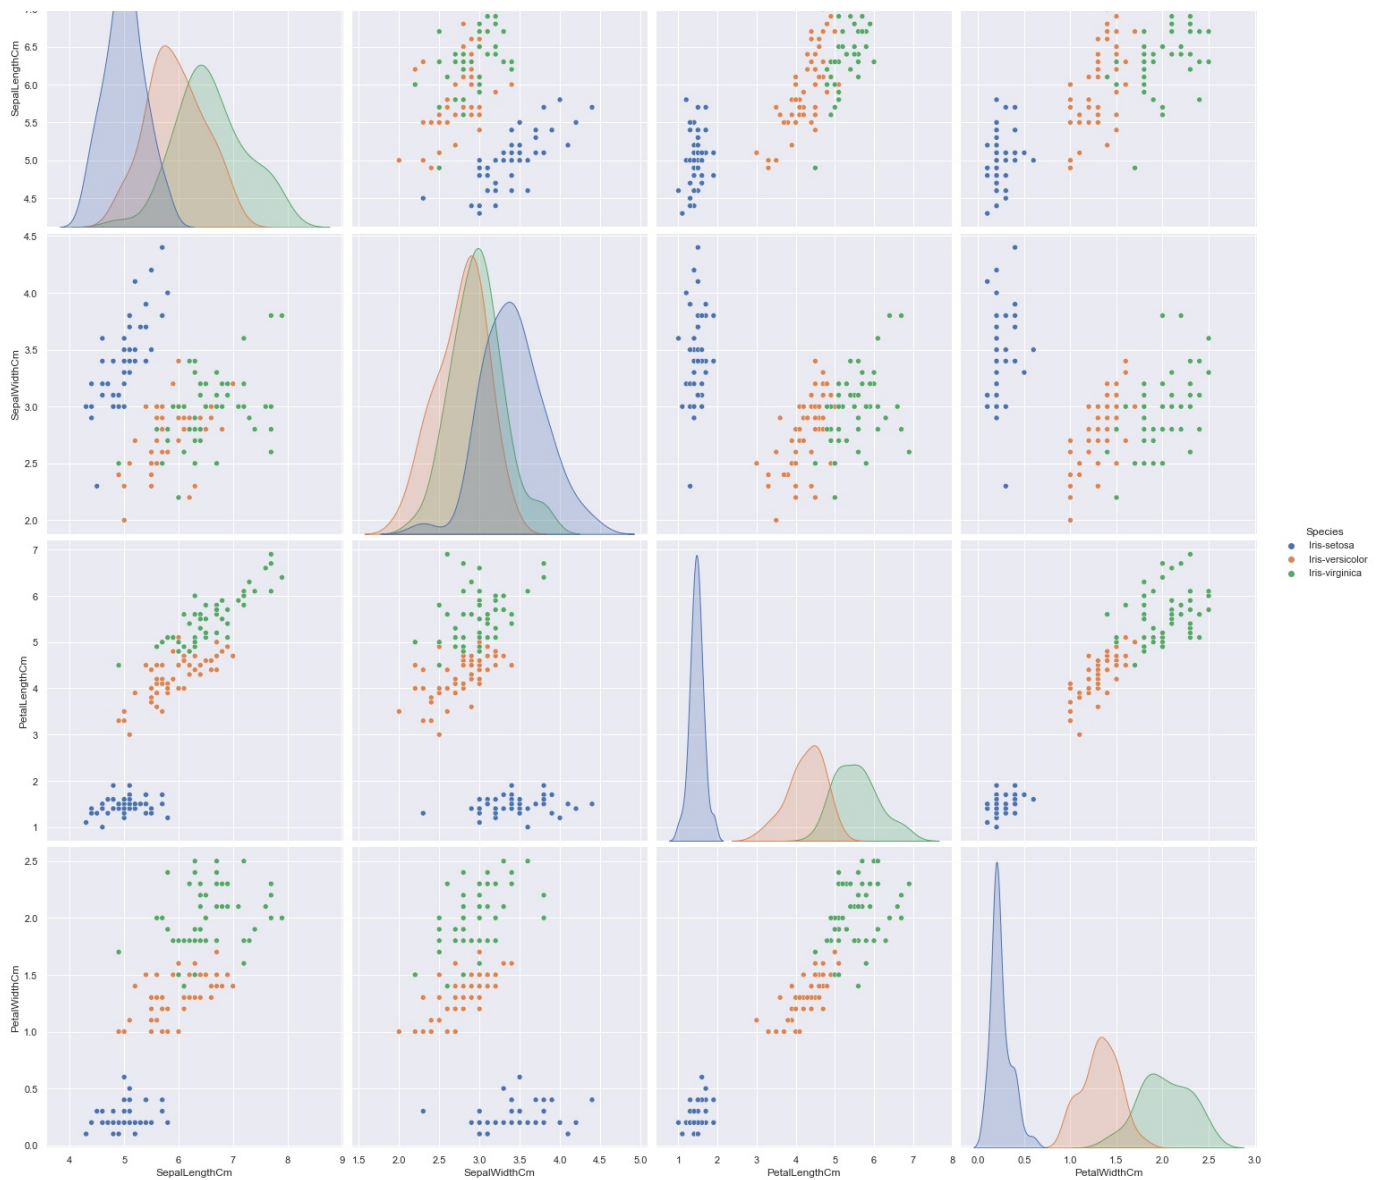 7.0
6.5
6.0
5.5
5.0
4.5
SepalLengthCm
4.5
4.0
3.5
3.0
2.5
2.0
SepalWidthCm
Species
Iris-setosa
Iris-versicolor
Iris-virginica
7
6
5
4
3
2
1
PetalLengthCm
2.5
2.0
1.5
1.0
0.5
0.0
PetalWidthCm
4 5 6 7 8 9
SepalLengthCm
1.5 2.0 2.5 3.0 3.5 4.0 4.5 5.0
SepalWidthCm
1 2 3 4 5 6 7 8
PetalLengthCm
0.0 0.5 1.0 1.5 2.0 2.5 3.0
PetalWidthCm